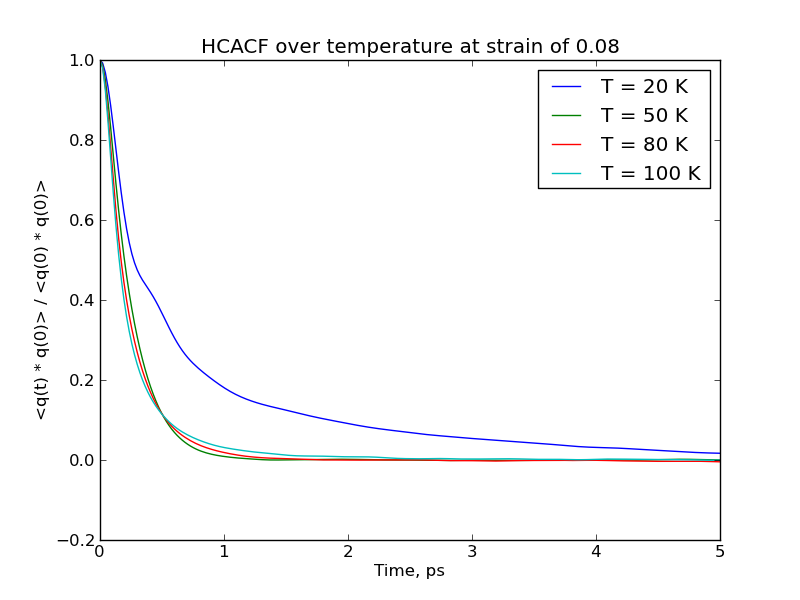 HCACF over temperature at strain of 0.08
1.0
0.8
0.6
0.4
0.2
0.0
−0.2
<q(t) * q(0)> / <q(0) * q(0)>
T = 20 K
T = 50 K
T = 80 K
T = 100 K
0 1 2 3 4 5
Time, ps